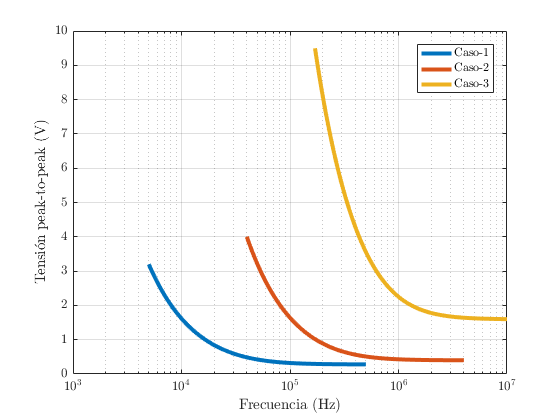 10
9
8
7
6
5
4
3
2
1
0
Tensión peak-to-peak (V)
Caso-1
Caso-2
Caso-3
10^3 10^4 10^5 10^6 10^7
Frecuencia (Hz)